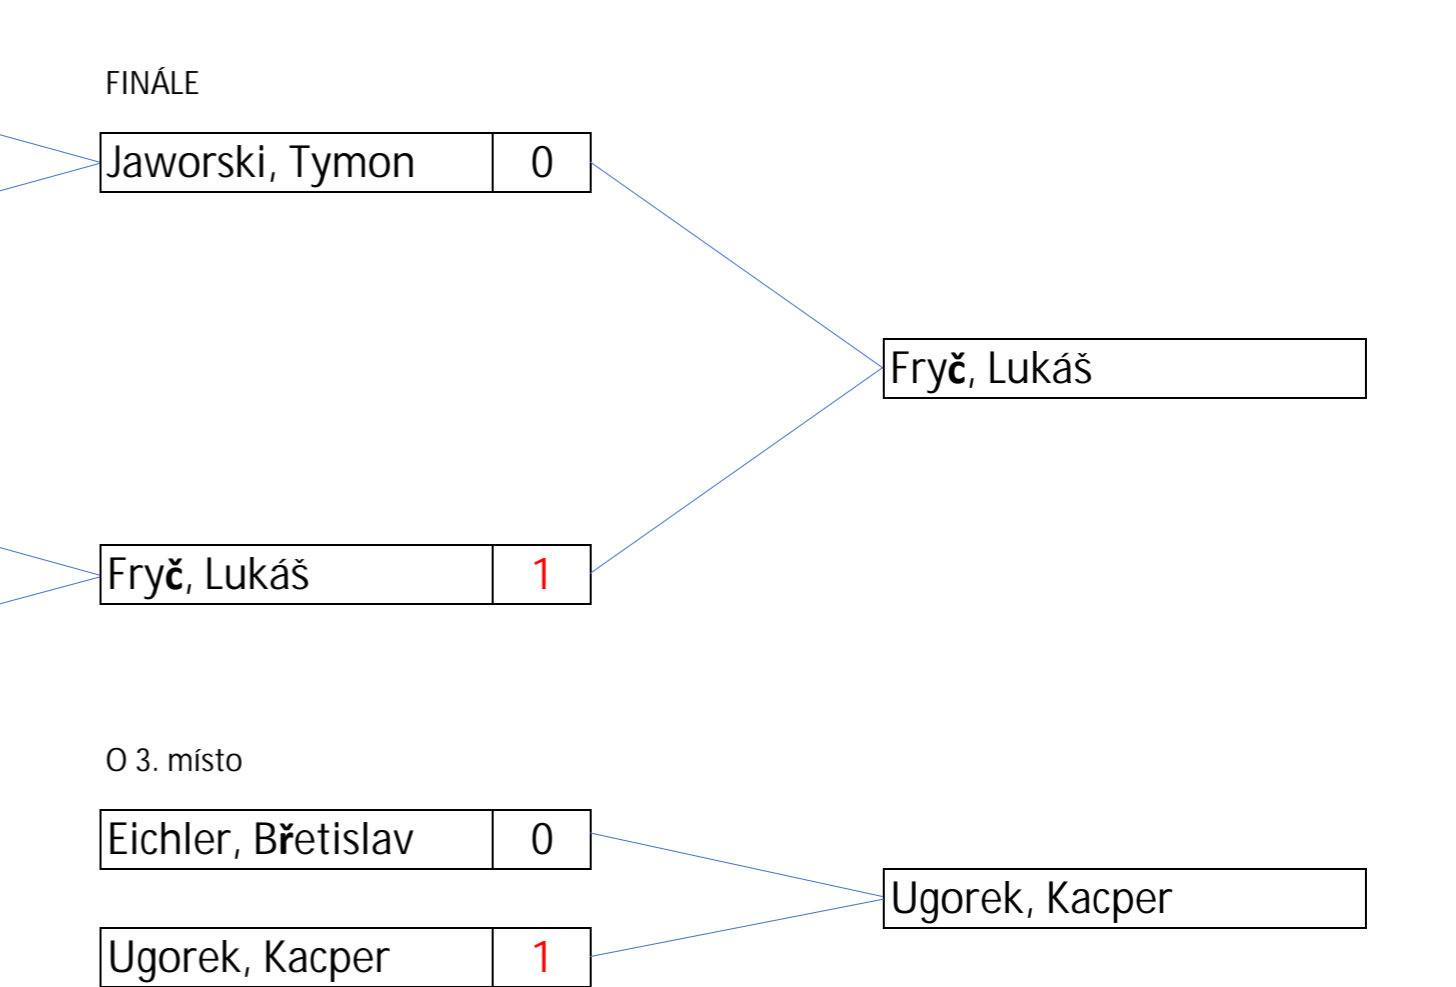 FINÁLE
Jaworski, Tymon 0
Fryč, Lukáš
Fryč, Lukáš 1
O 3. místo
Eichler, Břetislav 0
Ugorek, Kacper
Ugorek, Kacper 1